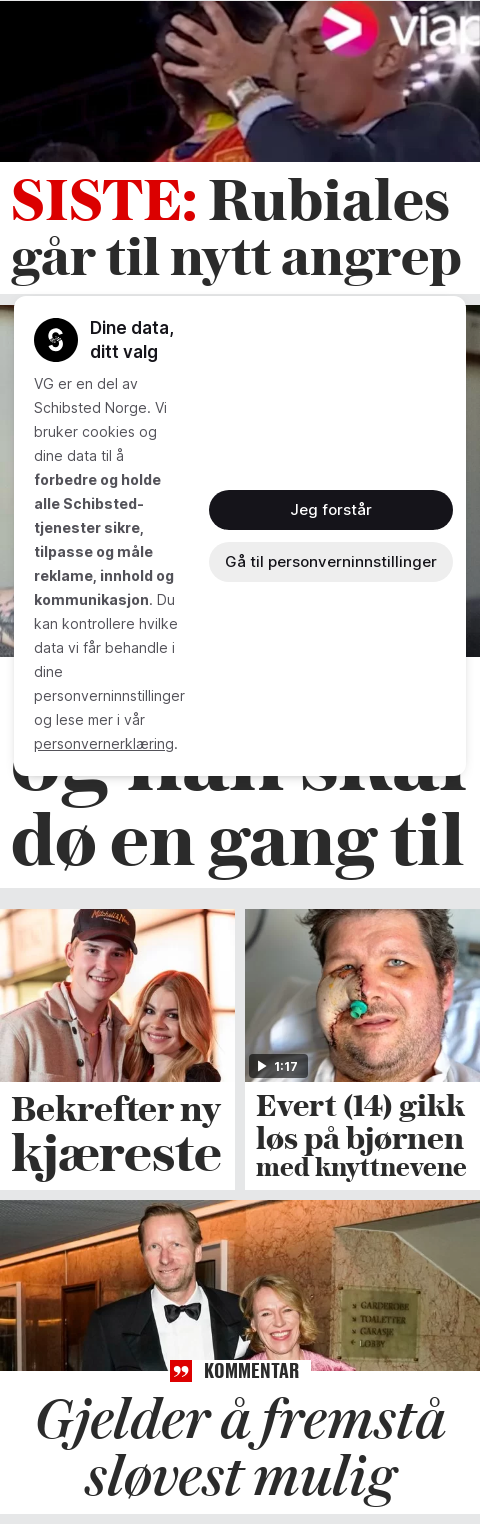 SISTE: Rubiales
går til nytt angrep
Dine data,
ditt valg
VG er en del av
Schibsted Norge. Vi
bruker cookies og
dine data til å
forbedre og holde
alle Schibsted-
tjenester sikre,
tilpasse og måle
reklame, innhold og
kommunikasjon. Du
kan kontrollere hvilke
data vi får behandle i
dine
personverninnstillinger
og lese mer i vår
personvernerklæring.
Jeg forstår
Gå til personverninnstillinger
og han skal
dø en gang til
1:17
Bekrefter ny
kjæreste
Evert (14) gikk
løs på bjørnen
med knyttnevene
GARDEROBE
TOALETTER
GARASJE
LOBBY
KOMMENTAR
Gjelder å fremstå
sløvest mulig